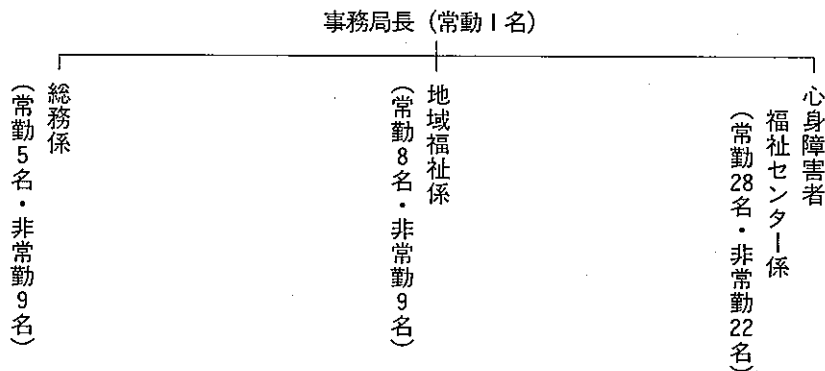 事務局長(常勤1名)
心身障害者
福祉センター係
(常勤28名・非常勤22名)
地域福祉係
(常勤8名・非常勤9名)
総務係
(常勤5名・非常勤9名)